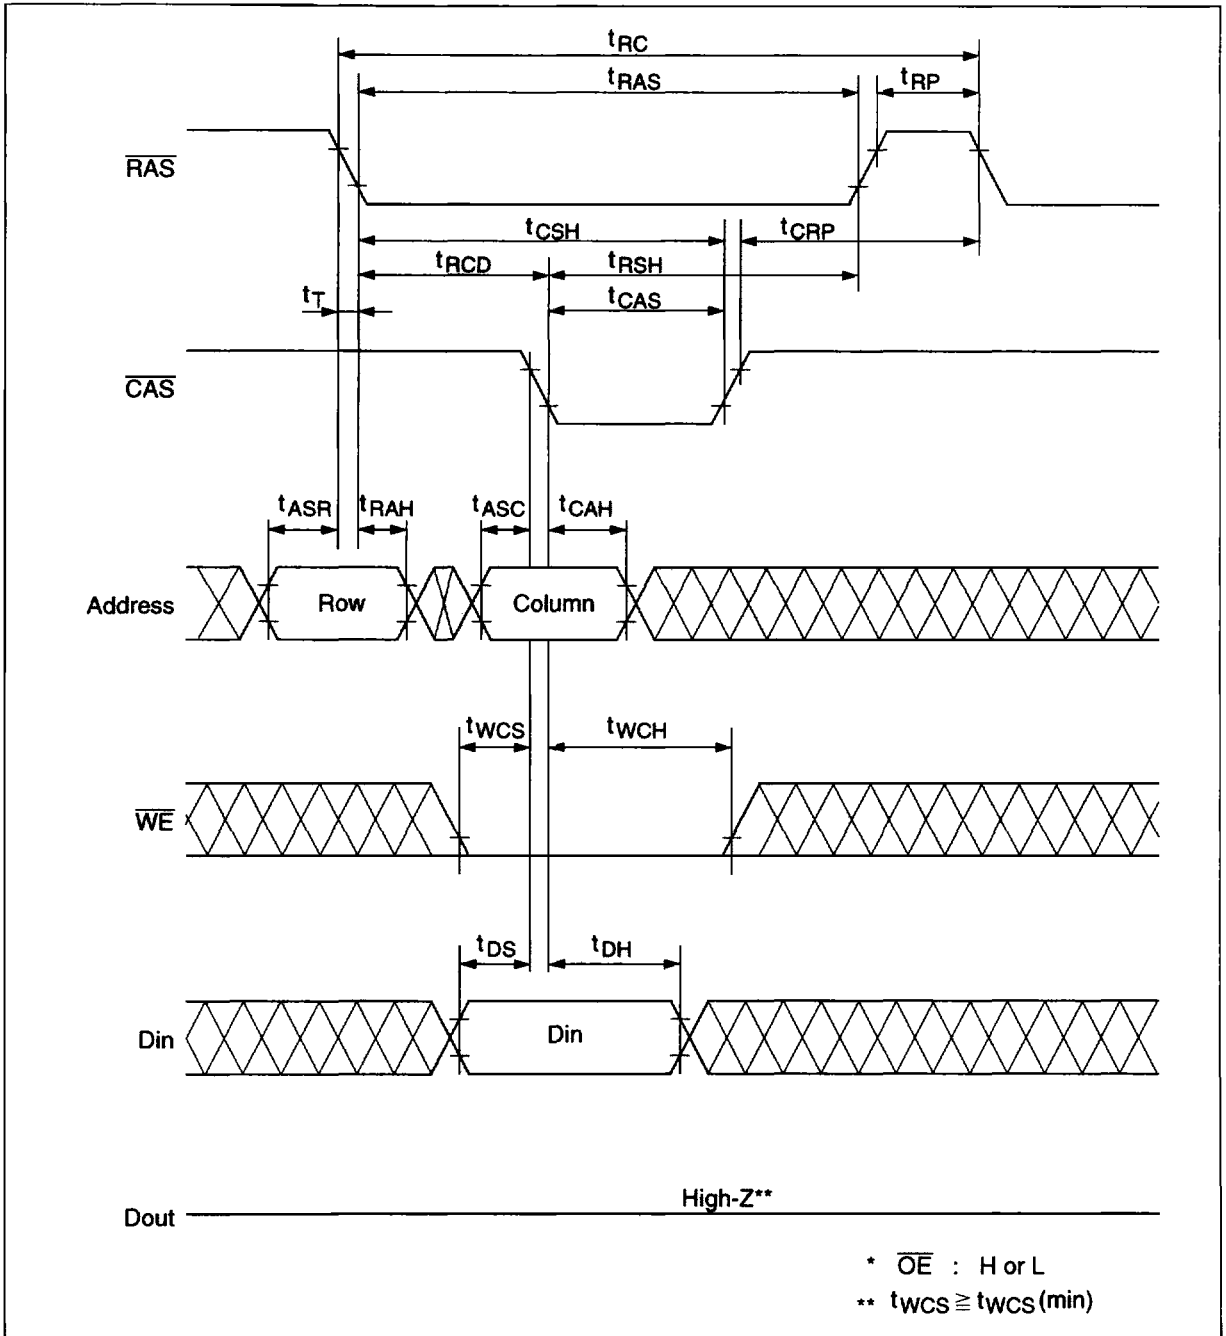 tRC
tRAS
tRP
RAS
tCSH
tCRP
tRCD
tRSH
tT
tCAS
CAS
tASR
tRAH
tASC
tCAH
Address
Row
Column
tWCS
tWCH
WE
tDS
tDH
Din
Din
High-Z**
Dout
* OE : H or L
** tWCS ≧ tWCS (min)